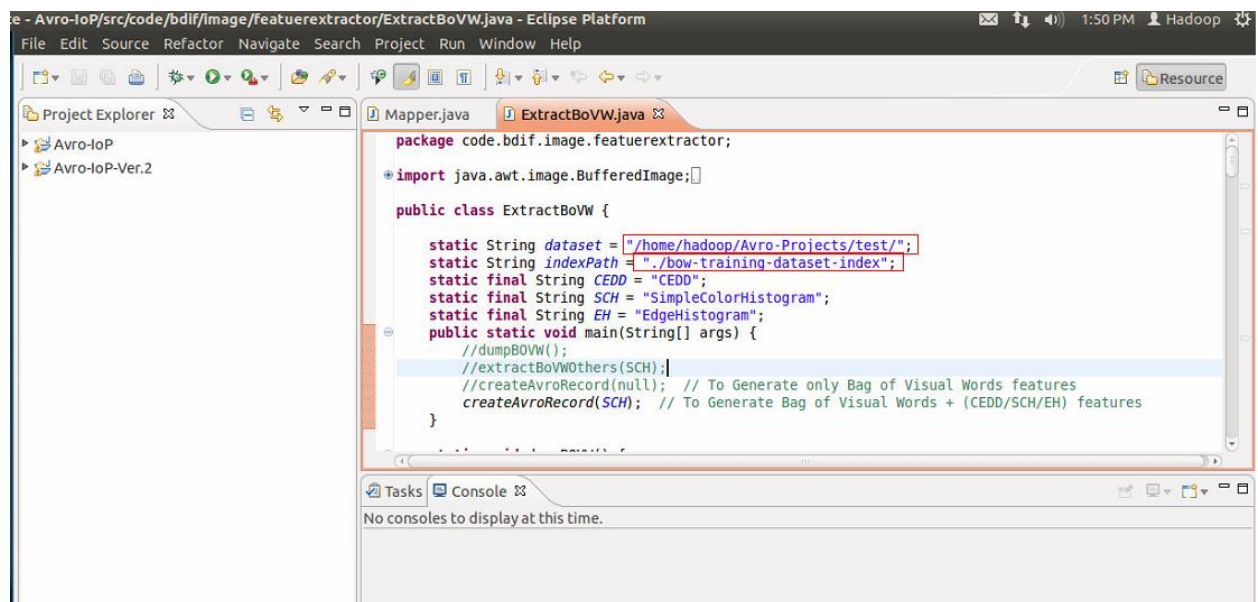 e - Avro-IoP/src/code/bdif/image/featuerextractor/ExtractBoVW.java - Eclipse Platform
1:50 PM Hadoop
File Edit Source Refactor Navigate Search Project Run Window Help
Resource
Project Explorer
Mapper.java ExtractBoVW.java
Avro-IoP
Avro-IoP-Ver.2
package code.bdif.image.featuerextractor;
import java.awt.image.BufferedImage;
public class ExtractBoVW {
static String dataset = "/home/hadoop/Avro-Projects/test/";
static String indexPath = "./bow-training-dataset-index";
static final String CEDD = "CEDD";
static final String SCH = "SimpleColorHistogram";
static final String EH = "EdgeHistogram";
public static void main(String[] args) {
//dumpBOVW();
//extractBoVWOthers(SCH);
//createAvroRecord(null); // To Generate only Bag of Visual Words features
createAvroRecord(SCH); // To Generate Bag of Visual Words + (CEDD/SCH/EH) features
}
Tasks Console
No consoles to display at this time.